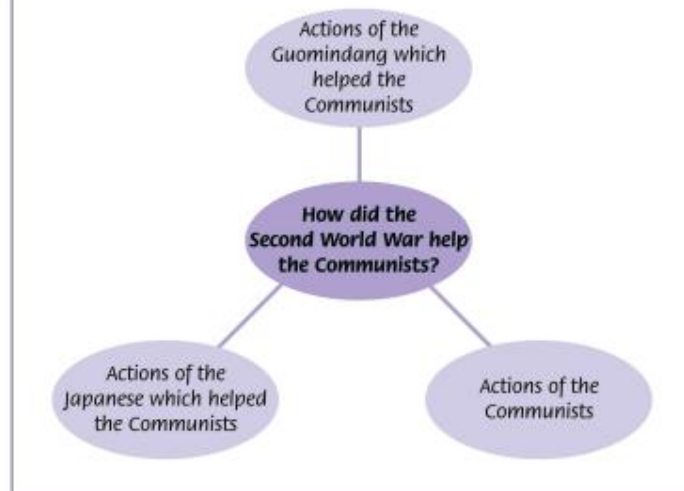 Actions of the
Guomindang which
helped the
Communists
How did the
Second World War help
the Communists?
Actions of the
Japanese which helped
the Communists
Actions of the
Communists